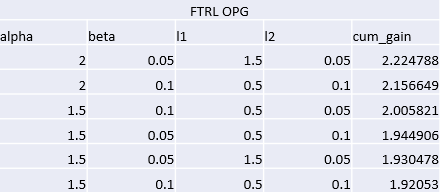 FTRL OPG
alpha beta l1 l2 cum_gain
2 0.05 1.5 0.05 2.224788
2 0.1 0.5 0.1 2.156649
1.5 0.1 0.5 0.05 2.005821
1.5 0.05 0.5 0.1 1.944906
1.5 0.05 1.5 0.05 1.930478
1.5 0.1 0.5 0.1 1.92053